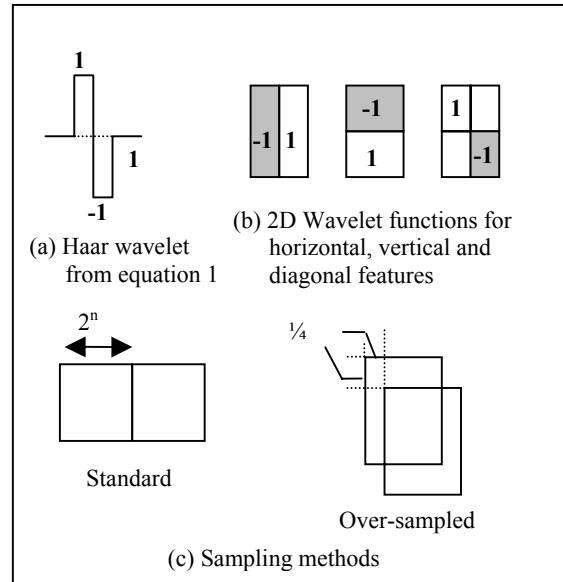 1
1
-1
(a) Haar wavelet
from equation 1
-1 1
-1
1
1
-1
(b) 2D Wavelet functions for
horizontal, vertical and
diagonal features
2ⁿ
Standard
¼
Over-sampled
(c) Sampling methods